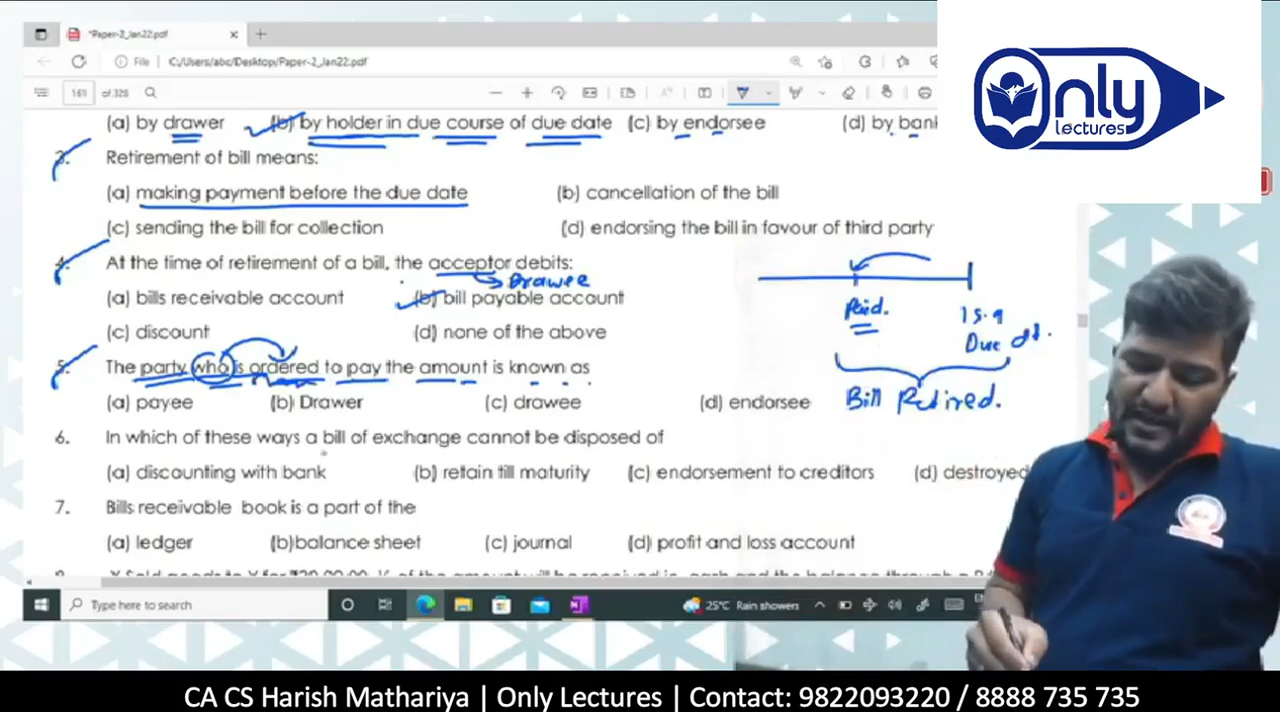 *Paper-2_Jan22.pdf
File C:/Users/abc/Desktop/Paper-2_Jan22.pdf
161 of 328
Only
lectures
(a) by drawer (b) by holder in due course of due date (c) by endorsee (d) by bank
3. Retirement of bill means:
(a) making payment before the due date (b) cancellation of the bill
(c) sending the bill for collection (d) endorsing the bill in favour of third party
4. At the time of retirement of a bill, the acceptor debits:
Drawee
(a) bills receivable account (b) bill payable account
(c) discount (d) none of the above
Paid. 15.9
Due dt.
Bill Retired.
5. The party who is ordered to pay the amount is known as
(a) payee (b) Drawer (c) drawee (d) endorsee
6. In which of these ways a bill of exchange cannot be disposed of
(a) discounting with bank (b) retain till maturity (c) endorsement to creditors (d) destroyed
7. Bills receivable book is a part of the
(a) ledger (b)balance sheet (c) journal (d) profit and loss account
Type here to search
25°C Rain showers
CA CS Harish Mathariya | Only Lectures | Contact: 9822093220 / 8888 735 735